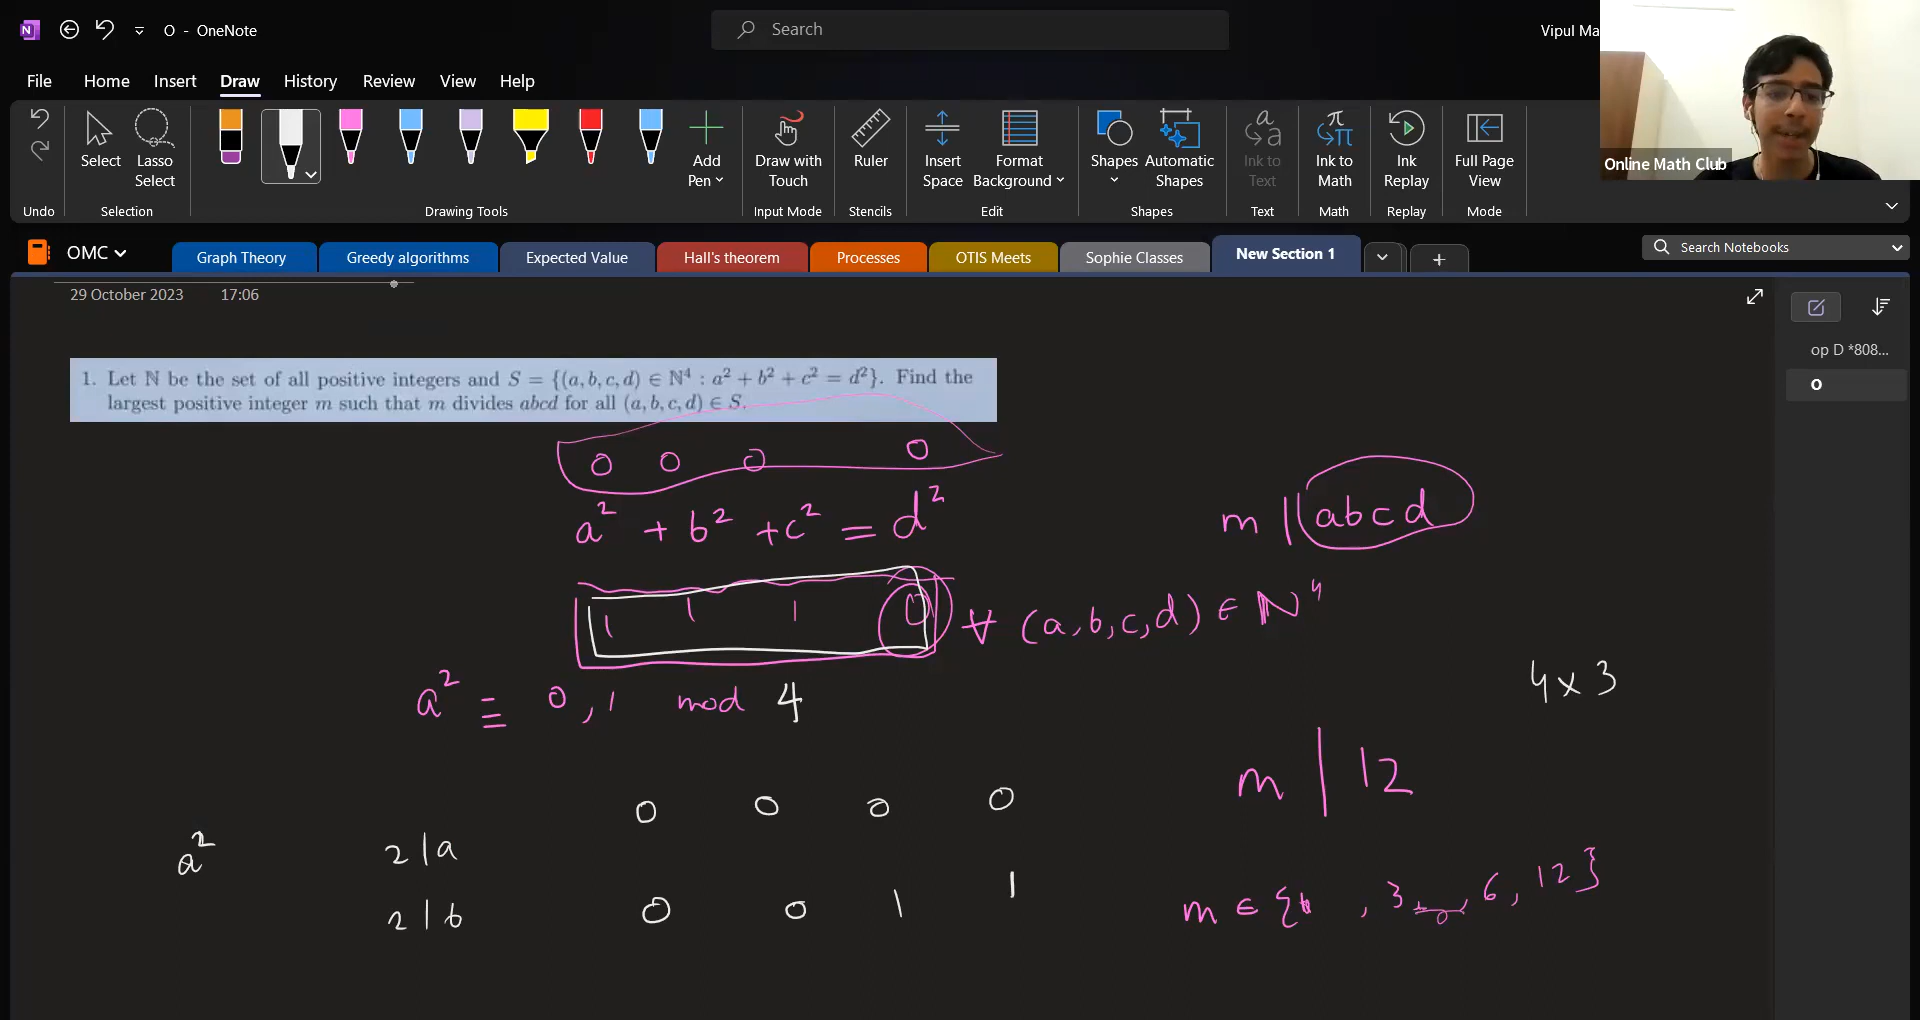 O - OneNote
Search
Vipul Ma
File Home Insert Draw History Review View Help
Select
Lasso Select
Add Pen
Draw with Touch
Ruler
Insert Space
Format Background
Shapes
Automatic Shapes
Ink to Text
Ink to Math
Ink Replay
Full Page View
Online Math Club
Undo Selection Drawing Tools Input Mode Stencils Edit Shapes Text Math Replay Mode
OMC
Graph Theory Greedy algorithms Expected Value Hall's theorem Processes OTIS Meets Sophie Classes New Section 1
Search Notebooks
29 October 2023 17:06
op D *808...
O
1. Let ℕ be the set of all positive integers and S = {(a, b, c, d) ∈ ℕ⁴ : a² + b² + c² = d²}. Find the
largest positive integer m such that m divides abcd for all (a, b, c, d) ∈ S.
0 0 0 0
a² + b² + c² = d²
m | abcd
1 1 1 0 ∀ (a, b, c, d) ∈ ℕ⁴
a² ≡ 0, 1 mod 4
4 x 3
m | 12
0 0 0 0
a² 2 | a
2 | b 0 0 1 1
m ∈ { , 3, , 6, 12}